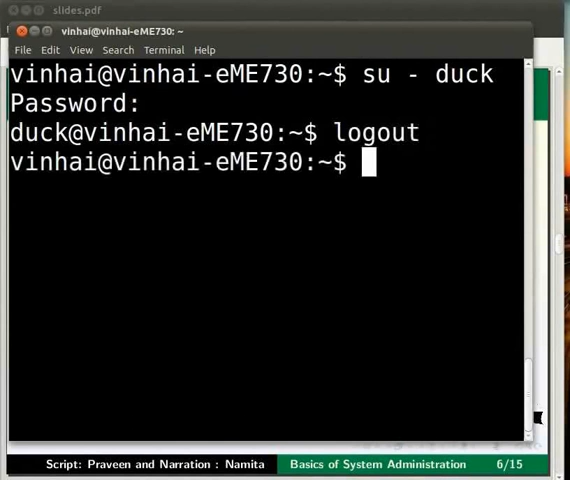 slides.pdf
vinhai@vinhai-eME730: ~
File Edit View Search Terminal Help
vinhai@vinhai-eME730:~$ su - duck
Password:
duck@vinhai-eME730:~$ logout
vinhai@vinhai-eME730:~$
Script: Praveen and Narration : Namita Basics of System Administration 6/15